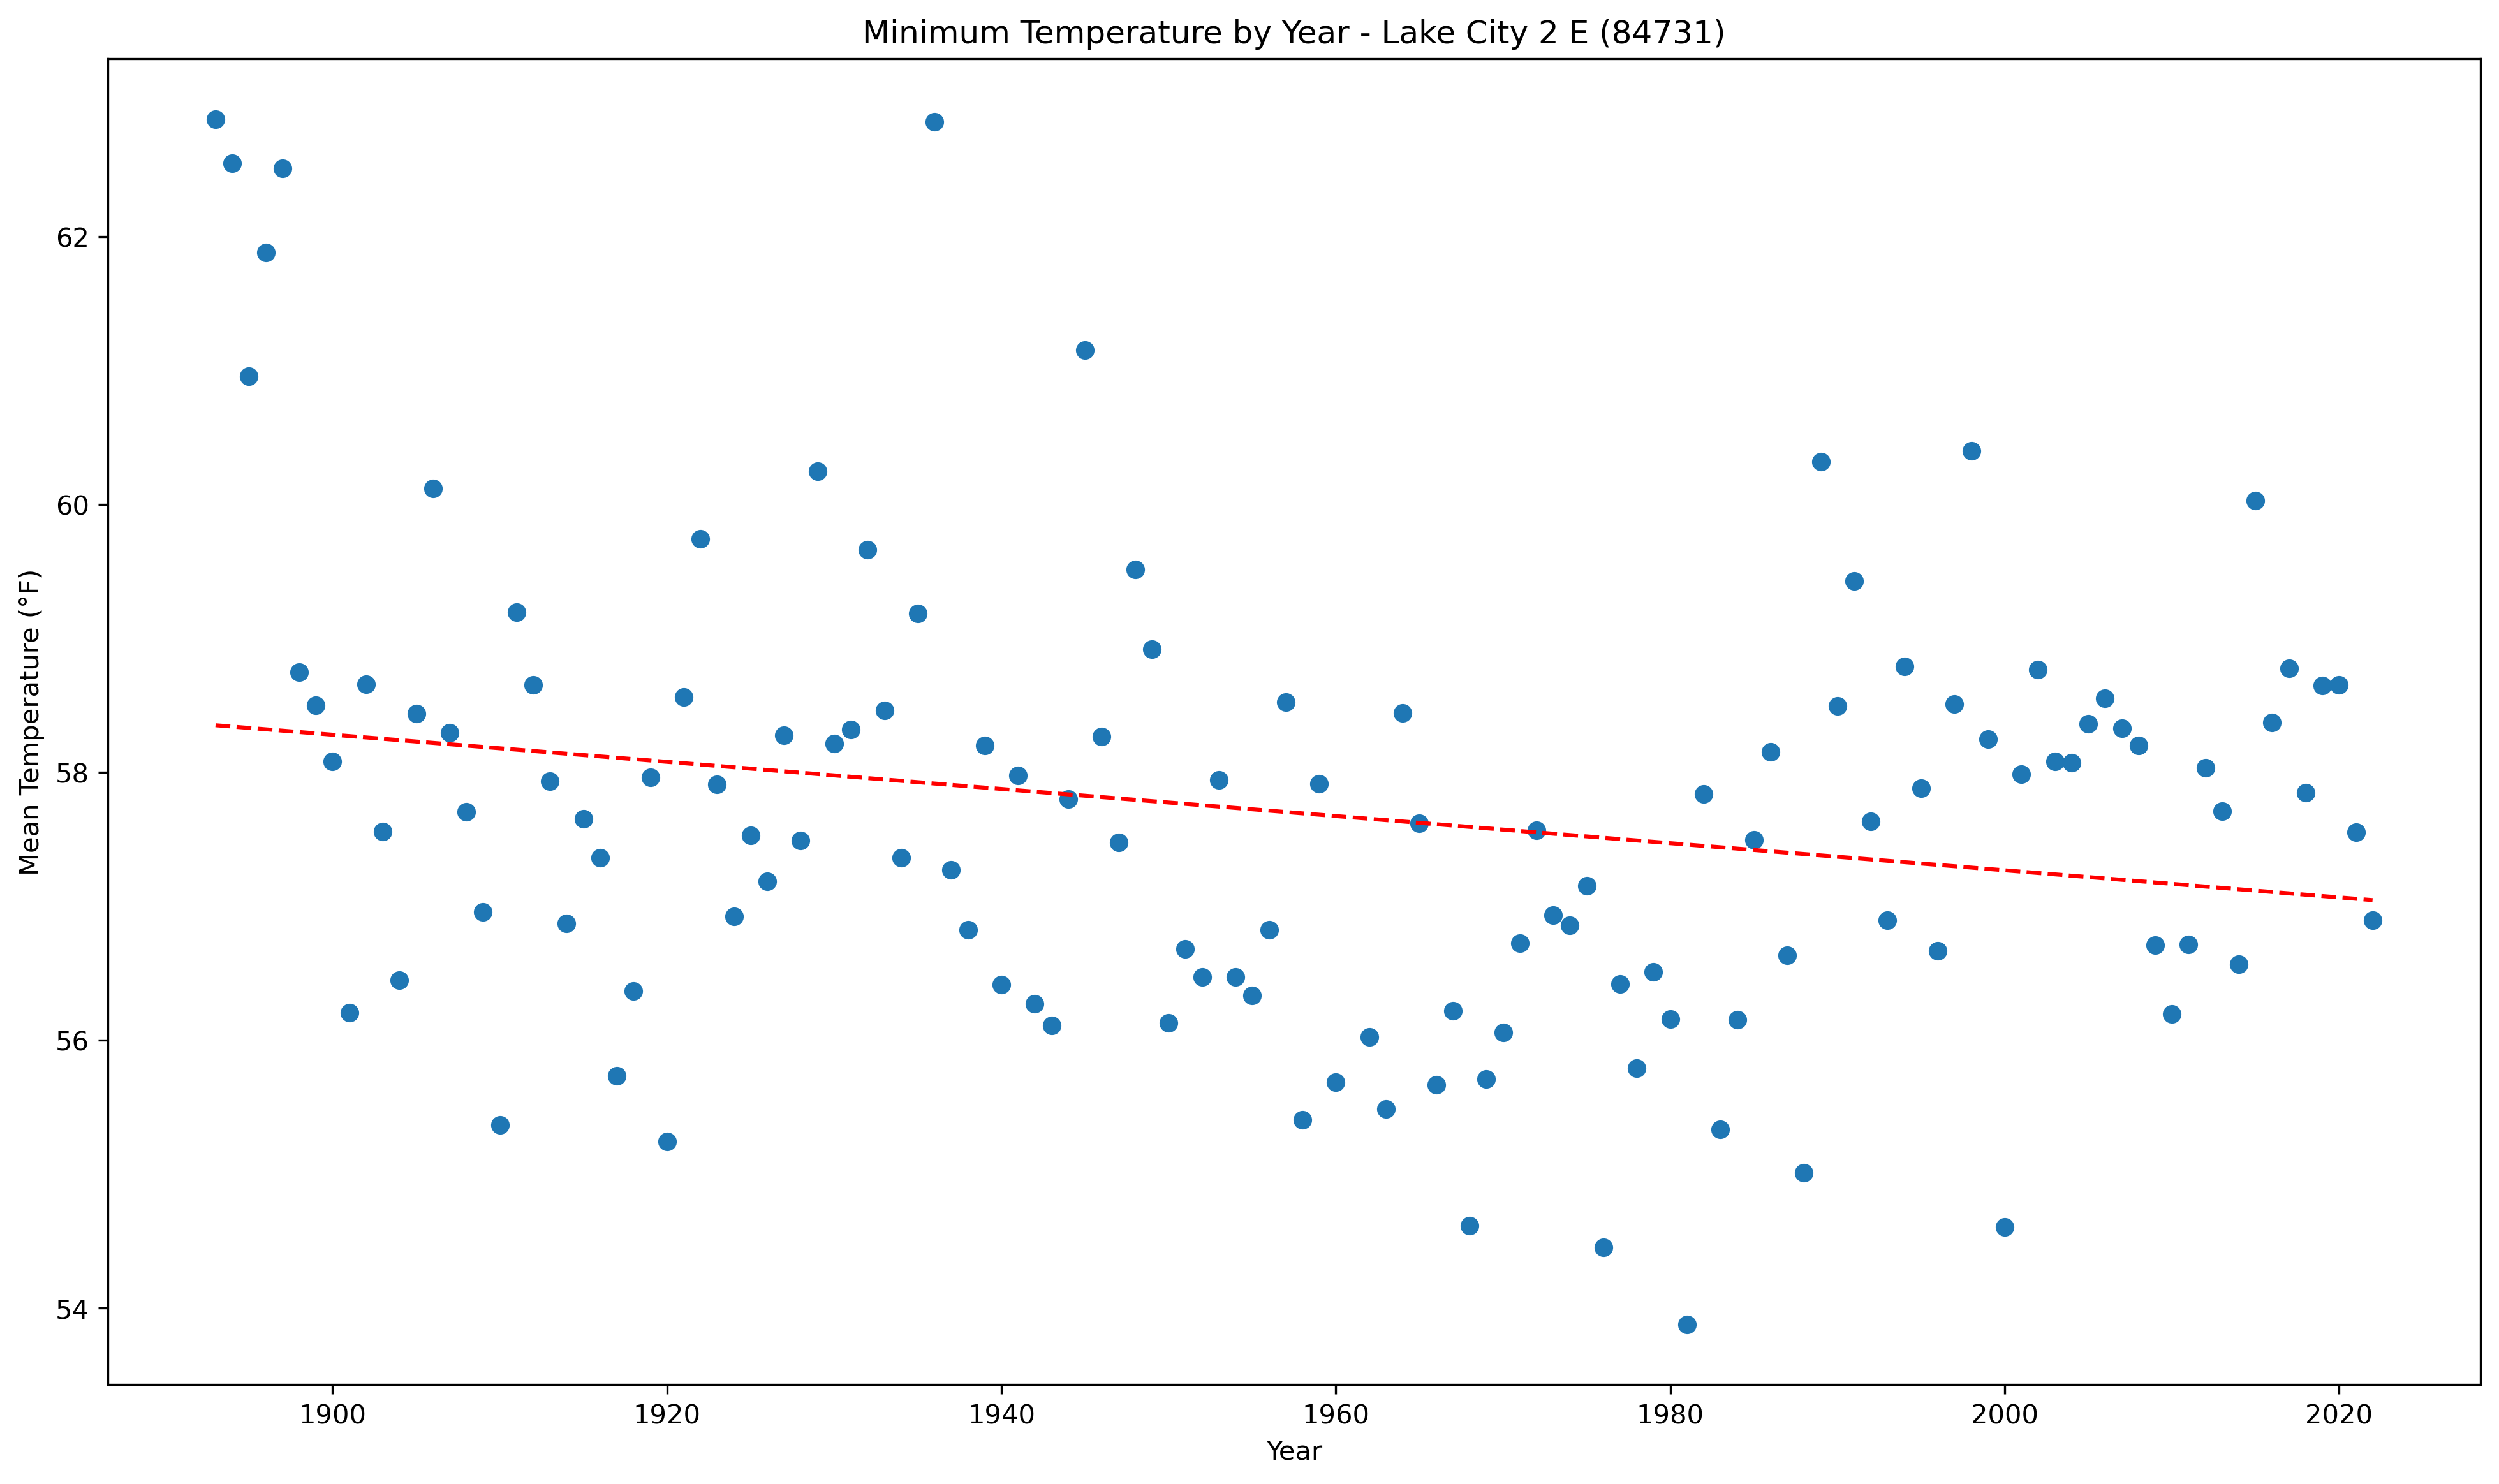 Minimum Temperature by Year - Lake City 2 E (84731)
Mean Temperature (°F)
62
60
58
56
54
1900 1920 1940 1960 1980 2000 2020
Year